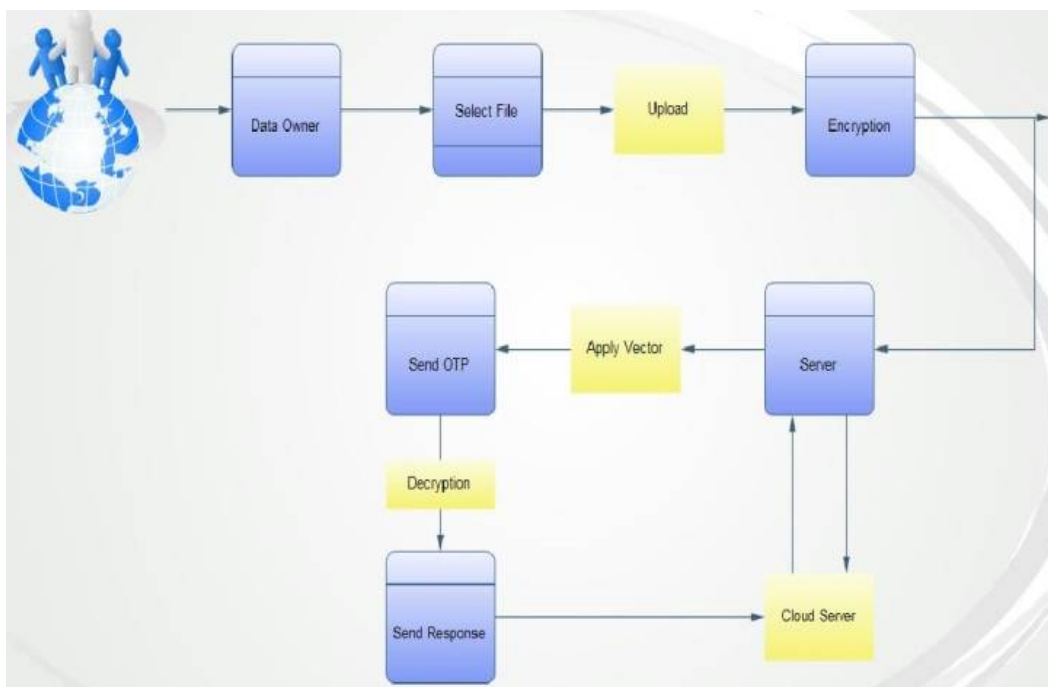 Data Owner
Select File
Upload
Encryption
Send OTP
Apply Vector
Server
Decryption
Send Response
Cloud Server